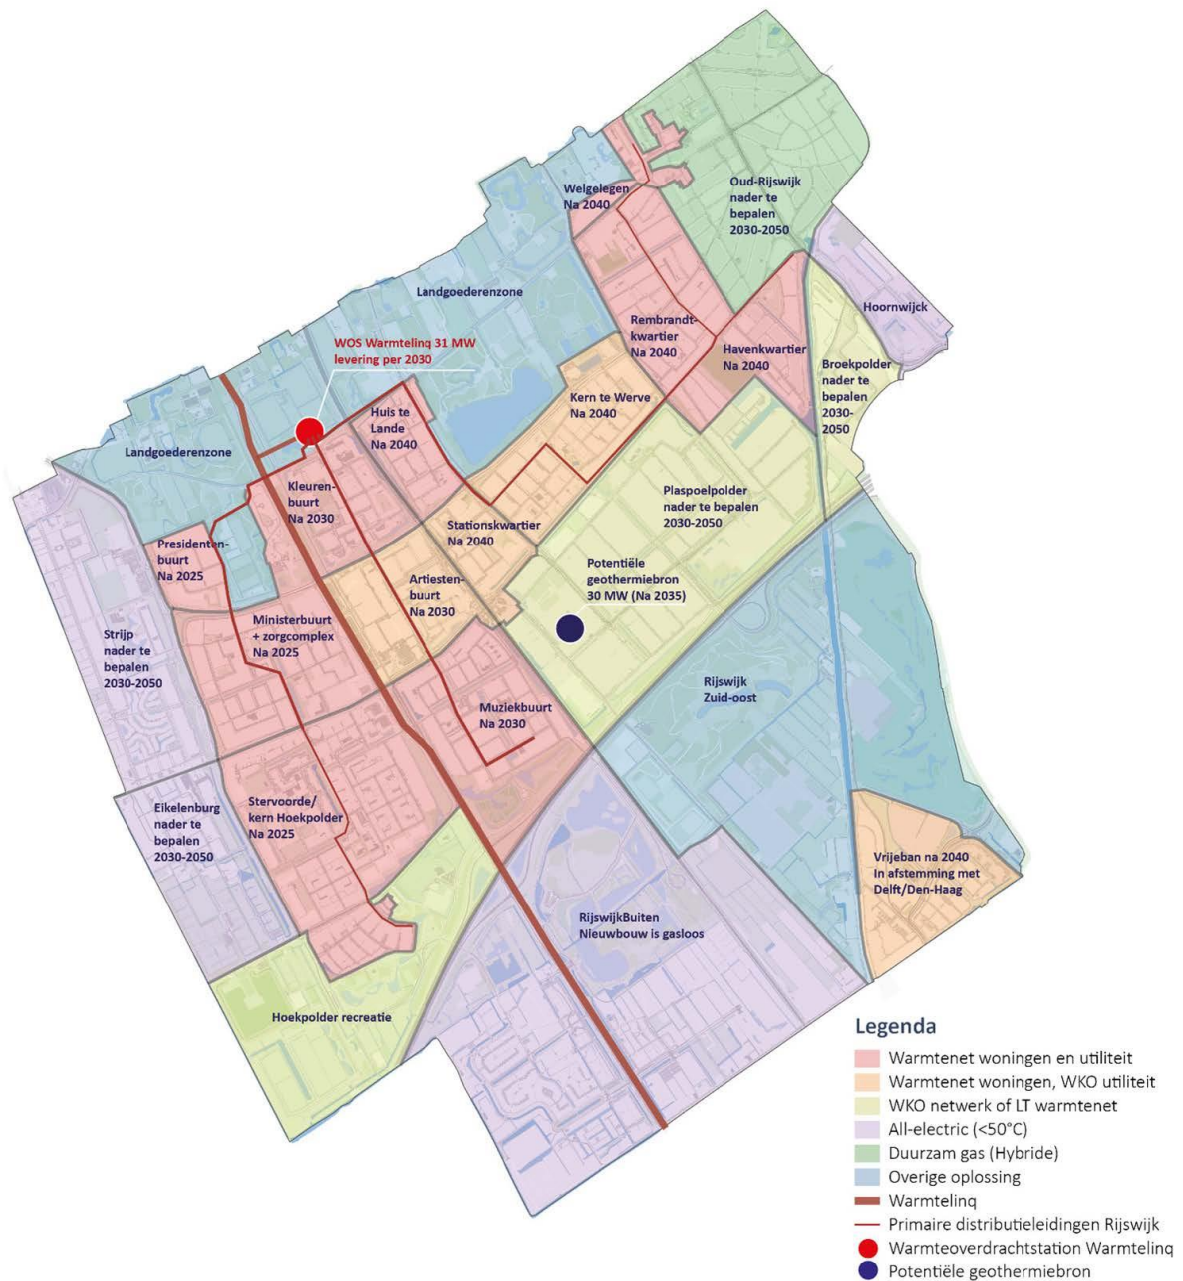 Oud-Rijswijk
nader te
bepalen
2030-2050
Welgelegen
Na 2040
Landgoederenzone
Hoornwijck
Rembrandt-
kwartier
Na 2040
Havenkwartier
Na 2040
WOS Warmtelinq 31 MW
levering per 2030
Broekpolder
nader te
bepalen
2030-
2050
Kern te Werve
Na 2040
Huis te
Lande
Na 2040
Landgoederenzone
Kleuren-
buurt
Na 2030
Plaspoelpolder
nader te bepalen
2030-2050
Stationskwartier
Na 2040
Presidenten-
buurt
Na 2025
Potentiële
geothermiebron
30 MW (Na 2035)
Artiesten-
buurt
Na 2030
Ministerbuurt
+ zorgcomplex
Na 2025
Strijp
nader te
bepalen
2030-2050
Rijswijk
Zuid-oost
Muziekbuurt
Na 2030
Stervoorde/
kern Hoekpolder
Na 2025
Eikelenburg
nader te
bepalen
2030-2050
Vrijeban na 2040
In afstemming met
Delft/Den-Haag
RijswijkBuiten
Nieuwbouw is gasloos
Hoekpolder recreatie
Legenda
Warmtenet woningen en utiliteit
Warmtenet woningen, WKO utiliteit
WKO netwerk of LT warmtenet
All-electric (<50°C)
Duurzam gas (Hybride)
Overige oplossing
Warmtelinq
Primaire distributieleidingen Rijswijk
Warmteoverdrachtstation Warmtelinq
Potentiële geothermiebron